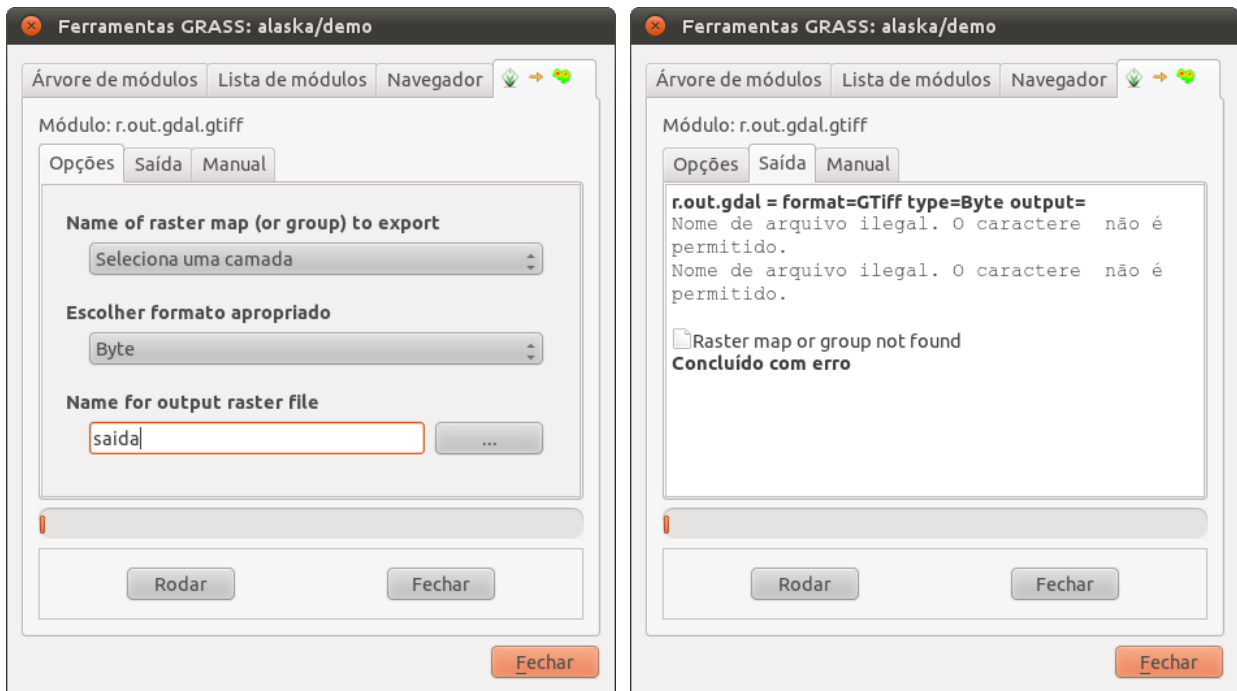 Ferramentas GRASS: alaska/demo
Árvore de módulos Lista de módulos Navegador
Módulo: r.out.gdal.gtiff
Opções Saída Manual
Name of raster map (or group) to export
Seleciona uma camada
Escolher formato apropriado
Byte
Name for output raster file
saida
...
Rodar Fechar
Fechar
Ferramentas GRASS: alaska/demo
Árvore de módulos Lista de módulos Navegador
Módulo: r.out.gdal.gtiff
Opções Saída Manual
r.out.gdal = format=GTiff type=Byte output=
Nome de arquivo ilegal. O caractere não é
permitido.
Nome de arquivo ilegal. O caractere não é
permitido.
Raster map or group not found
Concluído com erro
Rodar Fechar
Fechar